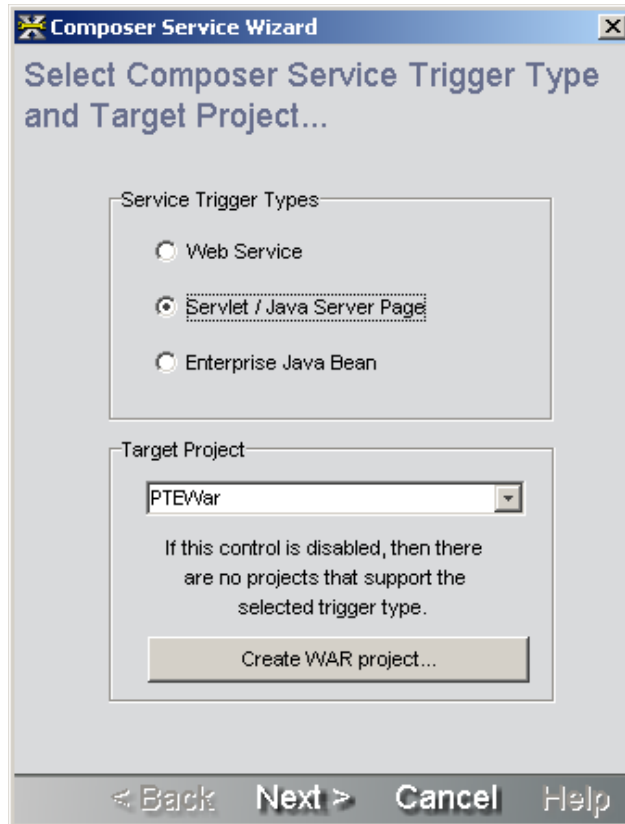 Composer Service Wizard
Select Composer Service Trigger Type
and Target Project...
Service Trigger Types
Web Service
Servlet / Java Server Page
Enterprise Java Bean
Target Project
PTEWar
If this control is disabled, then there
are no projects that support the
selected trigger type.
Create WAR project...
< Back Next > Cancel Help